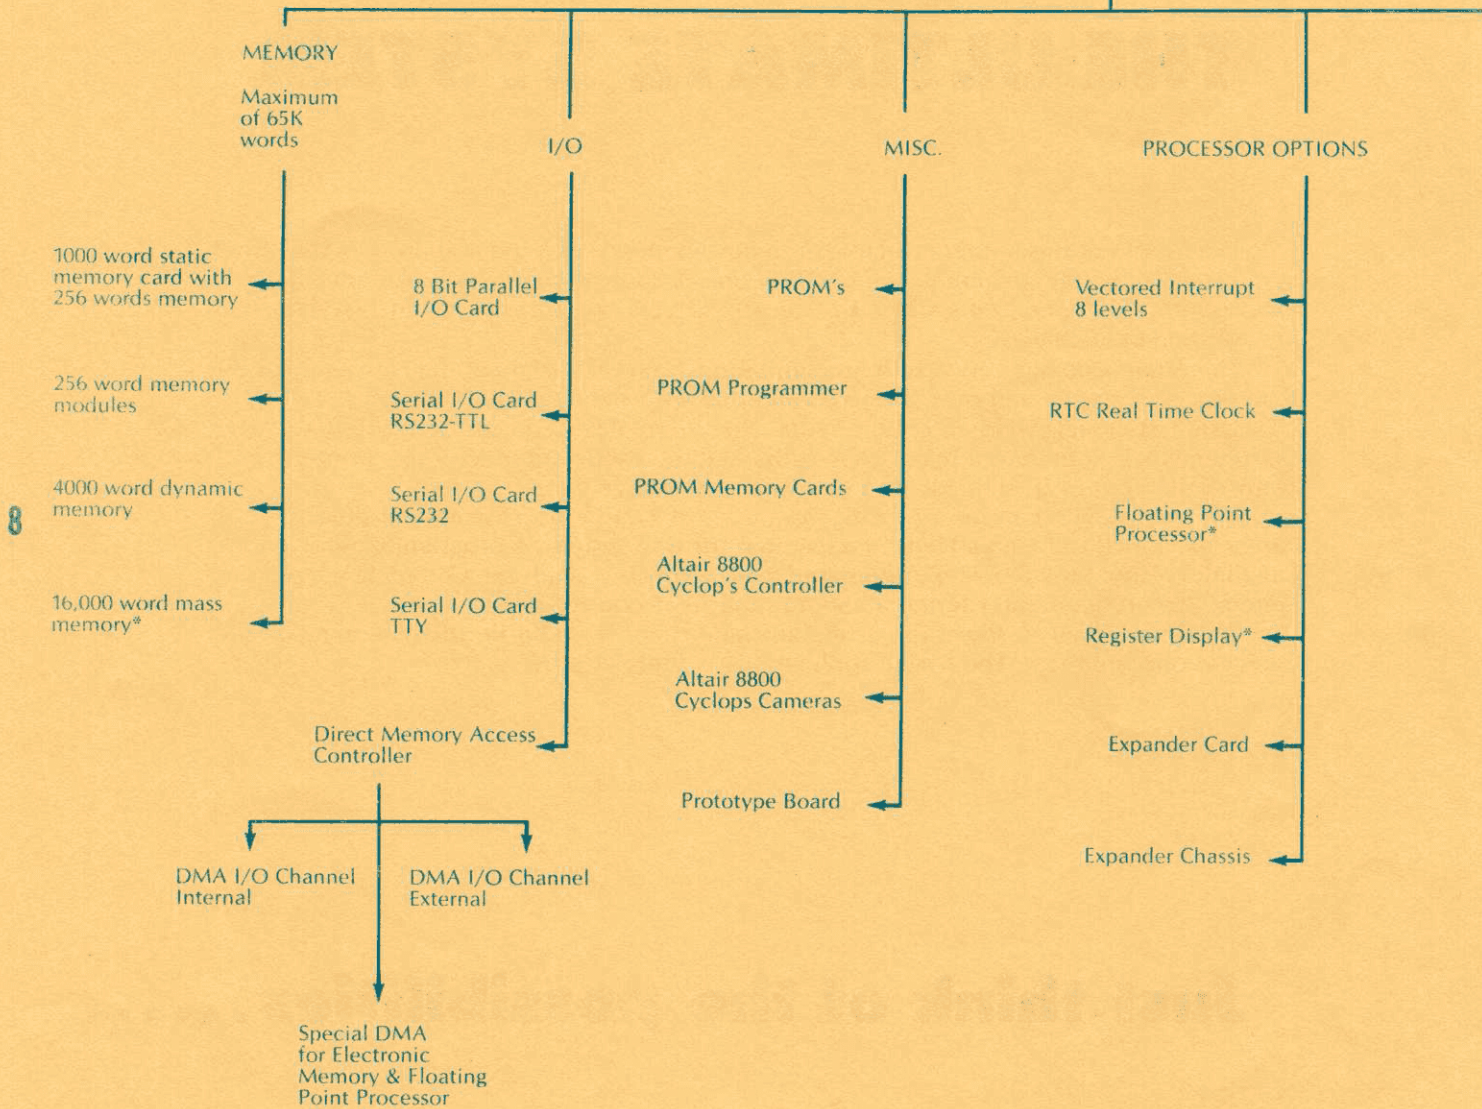 MEMORY
Maximum
of 65K
words
1000 word static
memory card with
256 words memory
256 word memory
modules
4000 word dynamic
memory
16,000 word mass
memory*
I/O
8 Bit Parallel
I/O Card
Serial I/O Card
RS232-TTL
Serial I/O Card
RS232
Serial I/O Card
TTY
Direct Memory Access
Controller
DMA I/O Channel
Internal
DMA I/O Channel
External
Special DMA
for Electronic
Memory & Floating
Point Processor
MISC.
PROM's
PROM Programmer
PROM Memory Cards
Altair 8800
Cyclop's Controller
Altair 8800
Cyclops Cameras
Prototype Board
PROCESSOR OPTIONS
Vectored Interrupt
8 levels
RTC Real Time Clock
Floating Point
Processor*
Register Display*
Expander Card
Expander Chassis
8